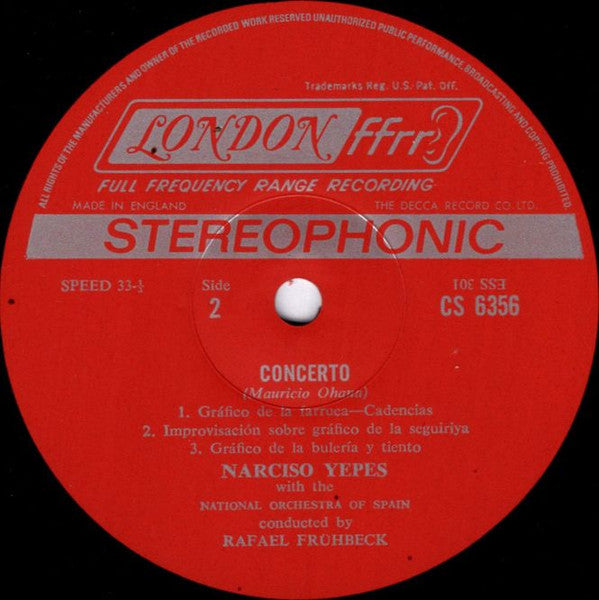 ALL RIGHTS OF THE MANUFACTURERS AND OWNER OF THE RECORDED WORK RESERVED UNAUTHORIZED PUBLIC PERFORMANCE, BROADCASTING AND COPYING PROHIBITED.
Trademarks Reg. U.S. Pat. Off.
LONDON ffrr
FULL FREQUENCY RANGE RECORDING
MADE IN ENGLAND THE DECCA RECORD CO LTD.
STEREOPHONIC
SPEED 33-⅓ Side 2 ESS 301
CS 6356
CONCERTO
(Mauricio Ohana)
1. Gráfico de la farruca—Cadencias
2. Improvisación sobre gráfico de la seguiriya
3. Gráfico de la bulería y tiento
NARCISO YEPES
with the
NATIONAL ORCHESTRA OF SPAIN
conducted by
RAFAEL FRÜHBECK